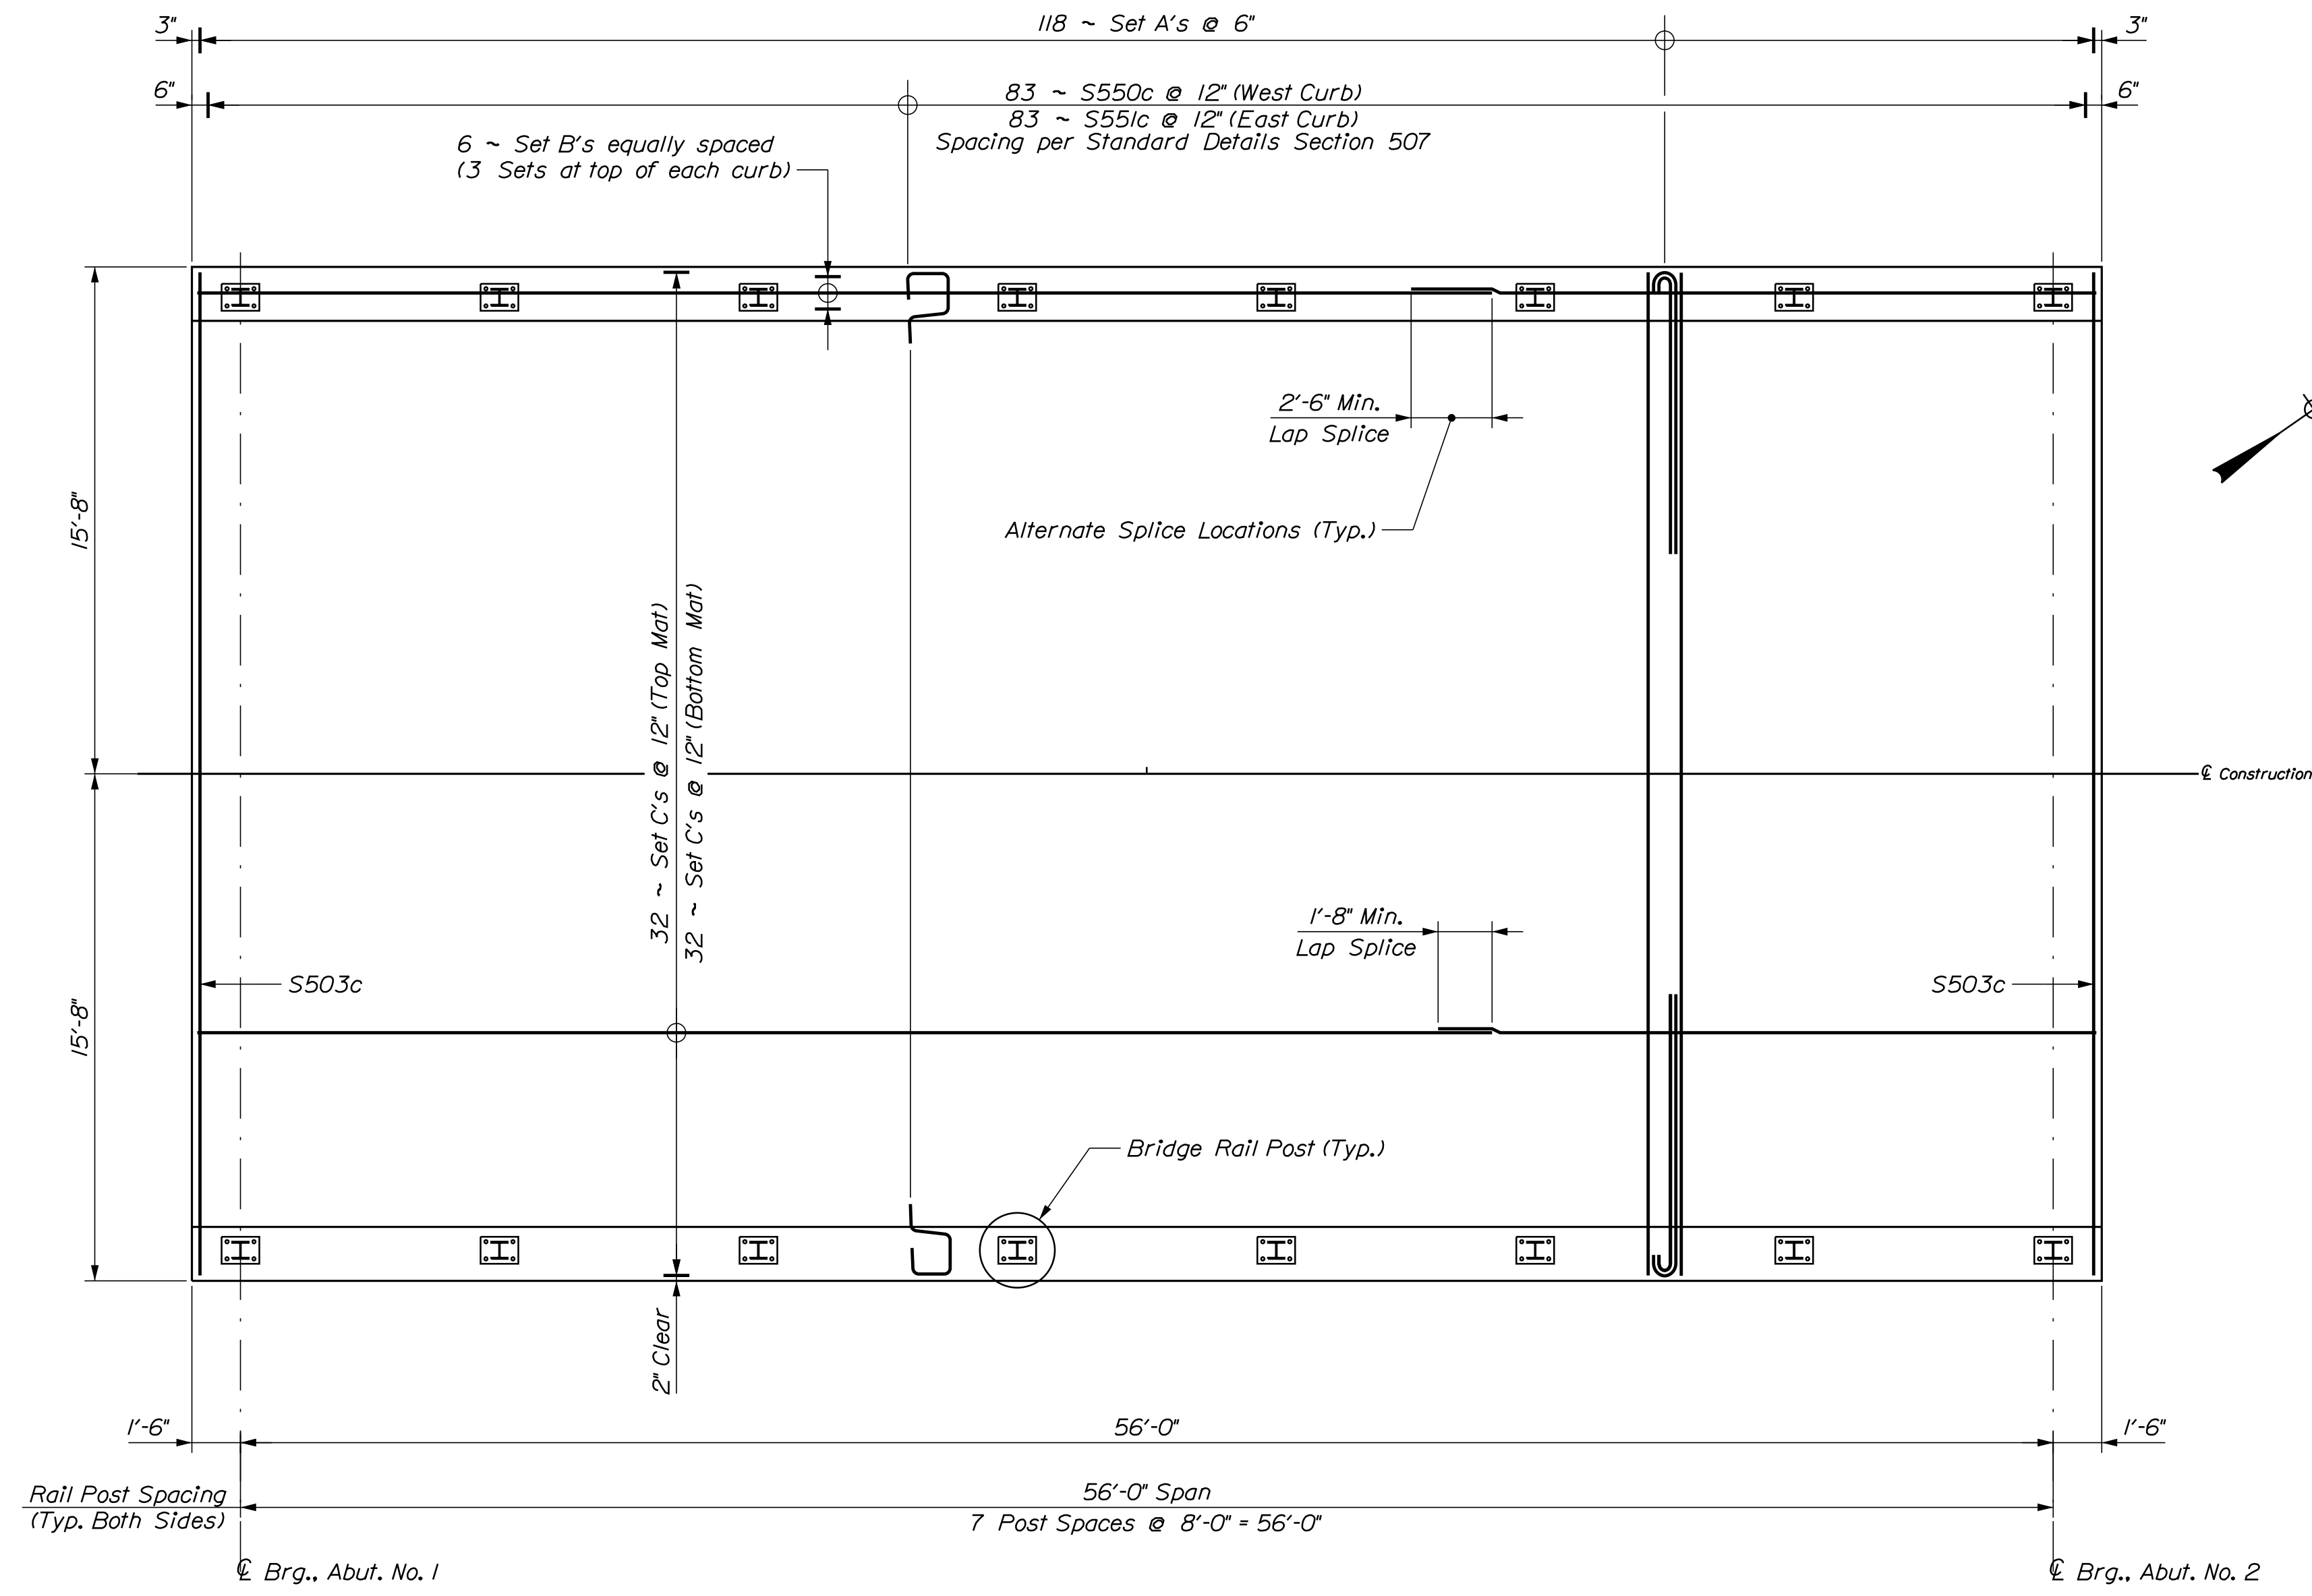 3"
118 ~ Set A's @ 6"
3"
6"
83 ~ S550c @ 12" (West Curb)
83 ~ S551c @ 12" (East Curb)
Spacing per Standard Details Section 507
6"
6 ~ Set B's equally spaced
(3 Sets at top of each curb)
2'-6" Min.
Lap Splice
Alternate Splice Locations (Typ.)
15'-8"
32 ~ Set C's @ 12" (Top Mat)
32 ~ Set C's @ 12" (Bottom Mat)
℄ Construction
1'-8" Min.
Lap Splice
S503c
S503c
15'-8"
Bridge Rail Post (Typ.)
2" Clear
1'-6"
56'-0"
1'-6"
Rail Post Spacing
(Typ. Both Sides)
56'-0" Span
7 Post Spaces @ 8'-0" = 56'-0"
℄ Brg., Abut. No. 1
℄ Brg., Abut. No. 2